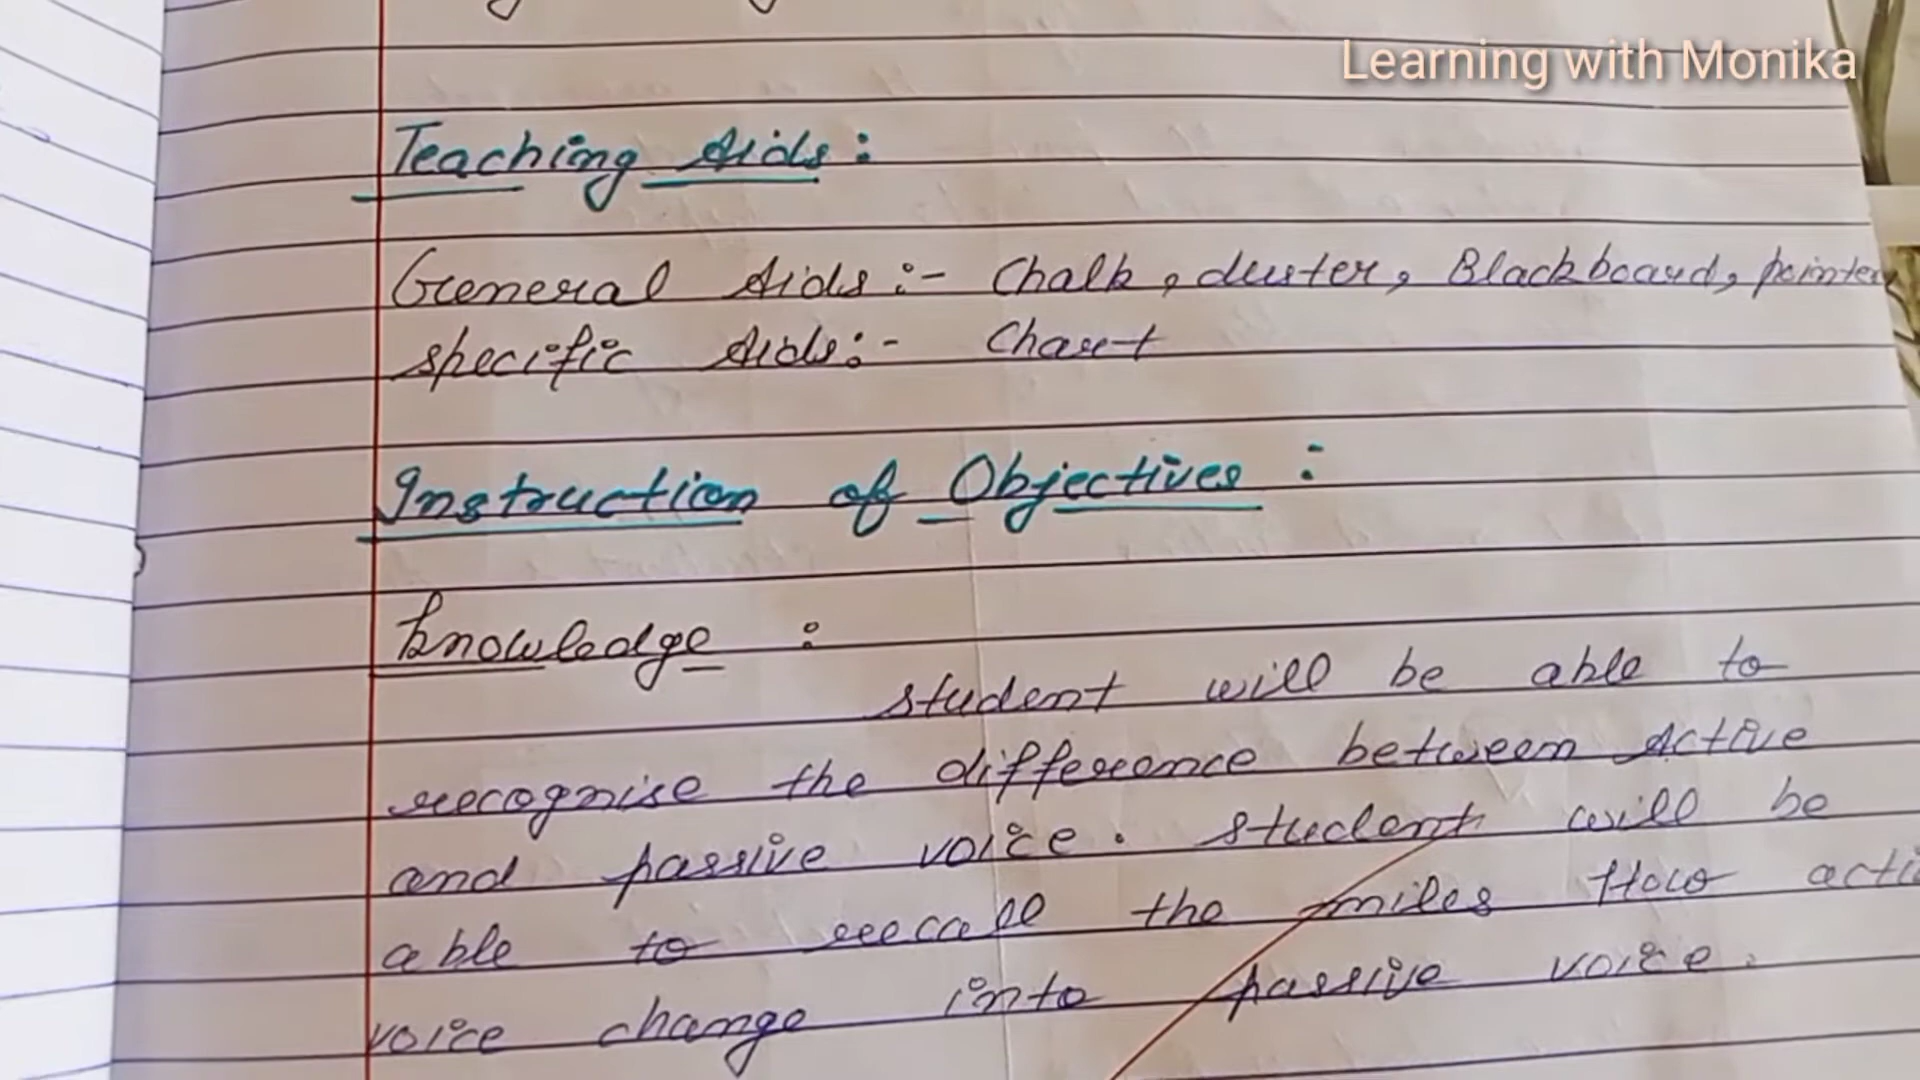 Learning with Monika
Teaching Aids:
General Aids:- Chalk, duster, Blackboard, pointer
specific Aids:- Chart
Instruction of Objectives:
Knowledge:
student will be able to
recognise the difference between Active
and passive voice. Student will be
able to recall the How acti
voice change into passive voice.